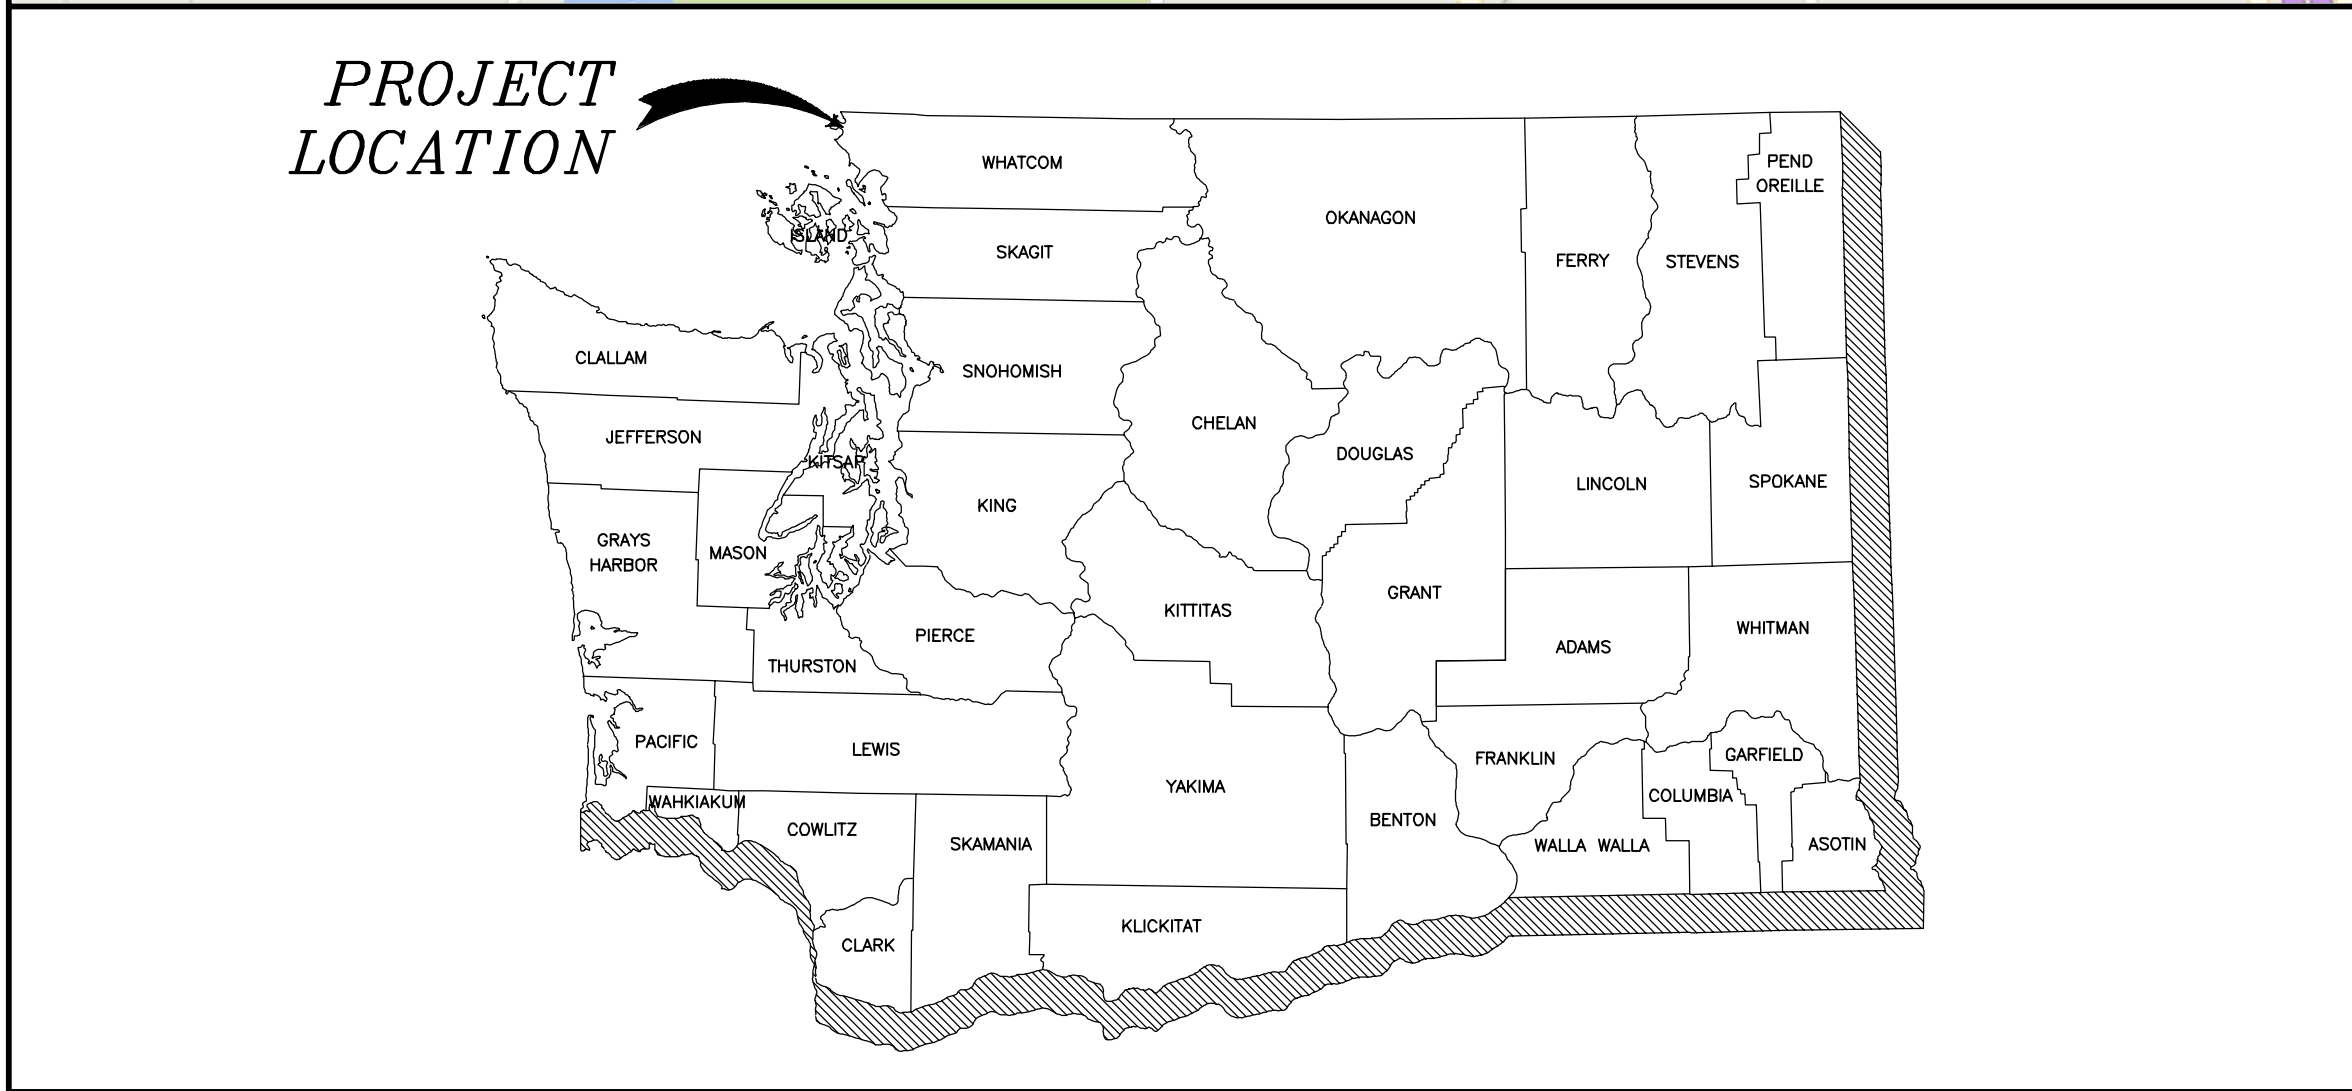 PROJECT
LOCATION
WHATCOM
PEND
OREILLE
OKANAGON
ISLAND
SKAGIT
FERRY
STEVENS
CLALLAM
SNOHOMISH
CHELAN
JEFFERSON
DOUGLAS
KITSAP
LINCOLN
SPOKANE
KING
GRAYS
HARBOR
MASON
GRANT
KITTITAS
PIERCE
WHITMAN
ADAMS
THURSTON
PACIFIC
LEWIS
GARFIELD
FRANKLIN
YAKIMA
COLUMBIA
WAHKIAKUM
COWLITZ
BENTON
SKAMANIA
WALLA WALLA
ASOTIN
KLICKITAT
CLARK